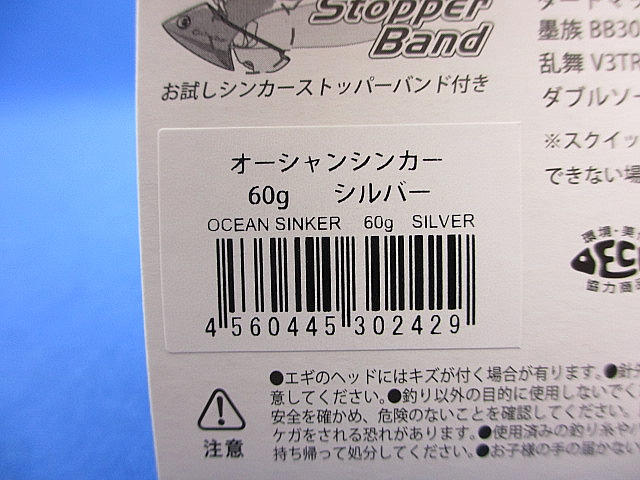 Stopper
Band
お試しシンカーストッパーバンド付き
墨族 BB30
乱舞 V3TR
ダブルソー
※スクイッ
できない場
オーシャンシンカー
60g シルバー
OCEAN SINKER 60g SILVER
4 560445 302429
環境・美
協力商
●エギのヘッドにはキズが付く場合が有ります。●針先
意してください。●釣り以外の目的に使用しないでく
安全を確かめ、危険のないことを確認してください。
ケガをされる恐れがあります。●使用済みの釣り糸や
持ち帰って処分してください。●お子様の手の届かない
注意